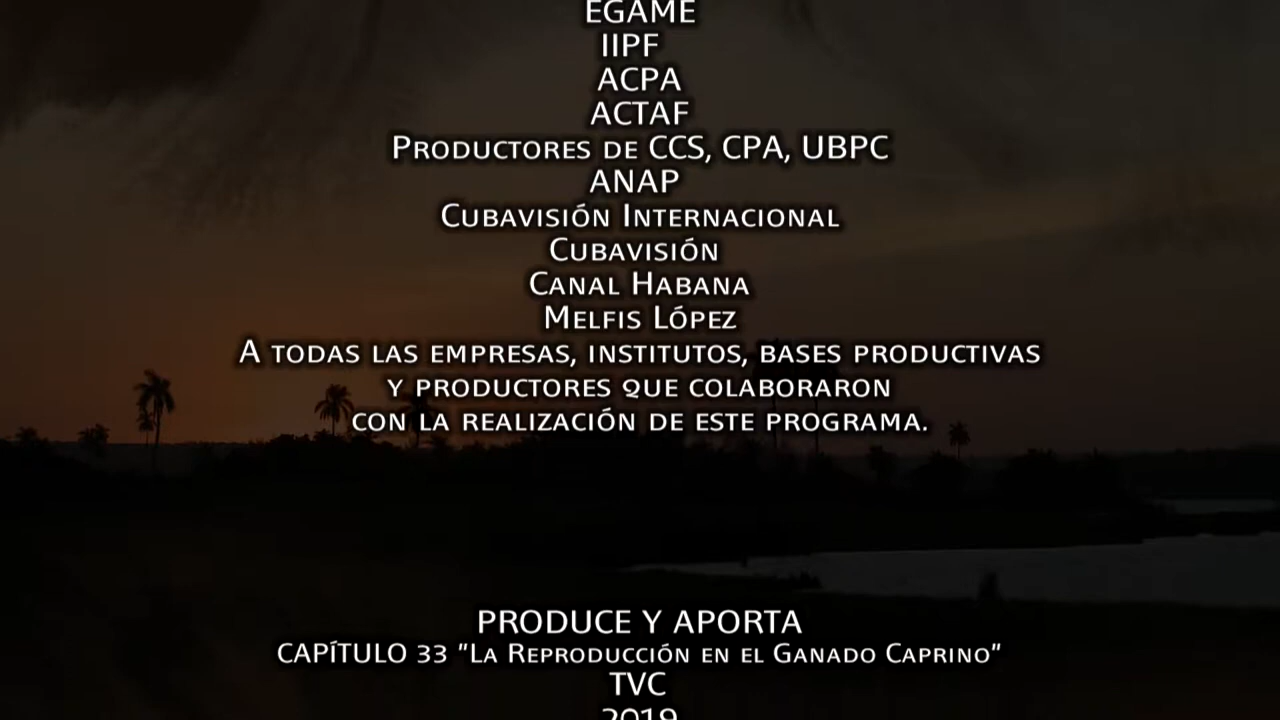 EGAME
IIPF
ACPA
ACTAF
Productores de CCS, CPA, UBPC
ANAP
Cubavisión Internacional
Cubavisión
Canal Habana
Melfis López
A todas las empresas, institutos, bases productivas
y productores que colaboraron
con la realización de este programa.
PRODUCE Y APORTA
CAPÍTULO 33 "La Reproducción en el Ganado Caprino"
TVC
2019